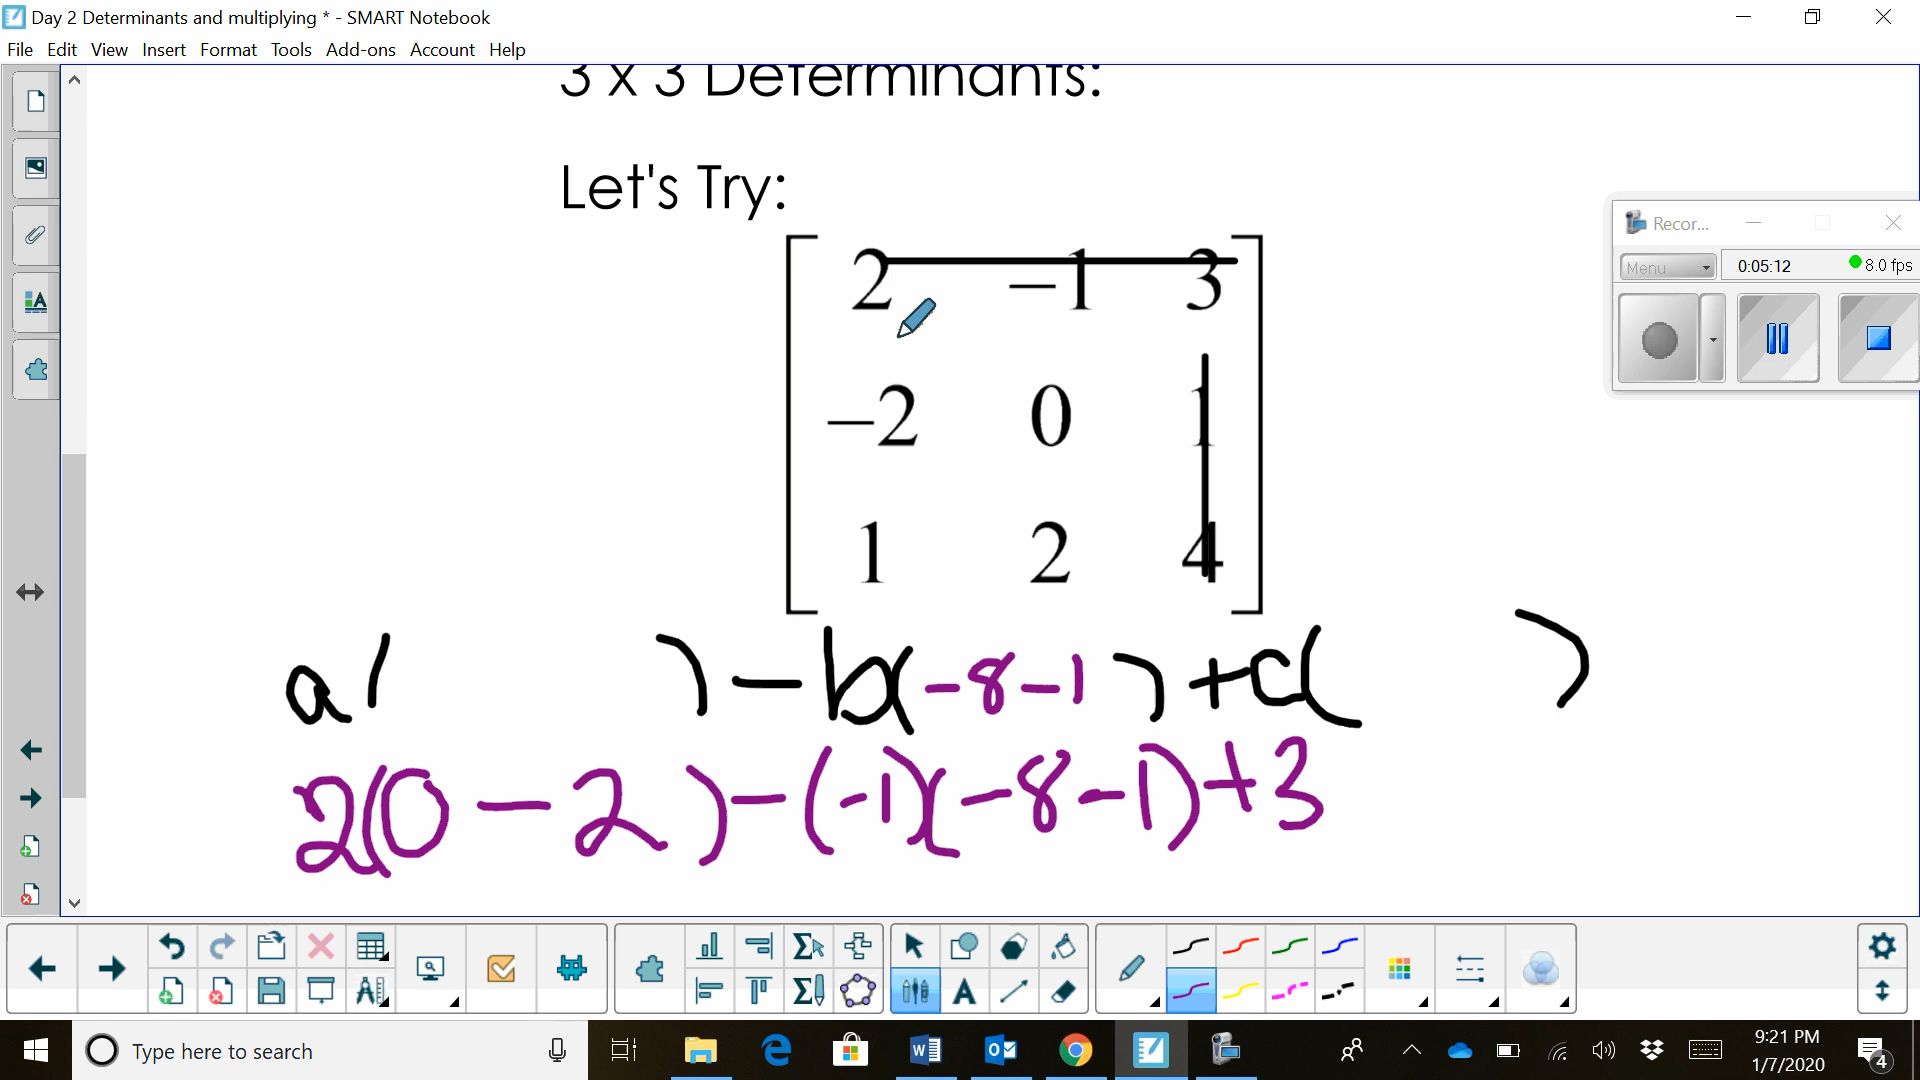 Day 2 Determinants and multiplying * - SMART Notebook
File Edit View Insert Format Tools Add-ons Account Help
3 x 3 Determinants:
Let's Try:
2 −1 3
−2 0 1
1 2 4
Recor...
Menu 0:05:12 8.0 fps
a( ) − b( −8−1 ) + c( )
2(0 − 2) − (-1)(−8−1) + 3
Type here to search
9:21 PM
1/7/2020
4